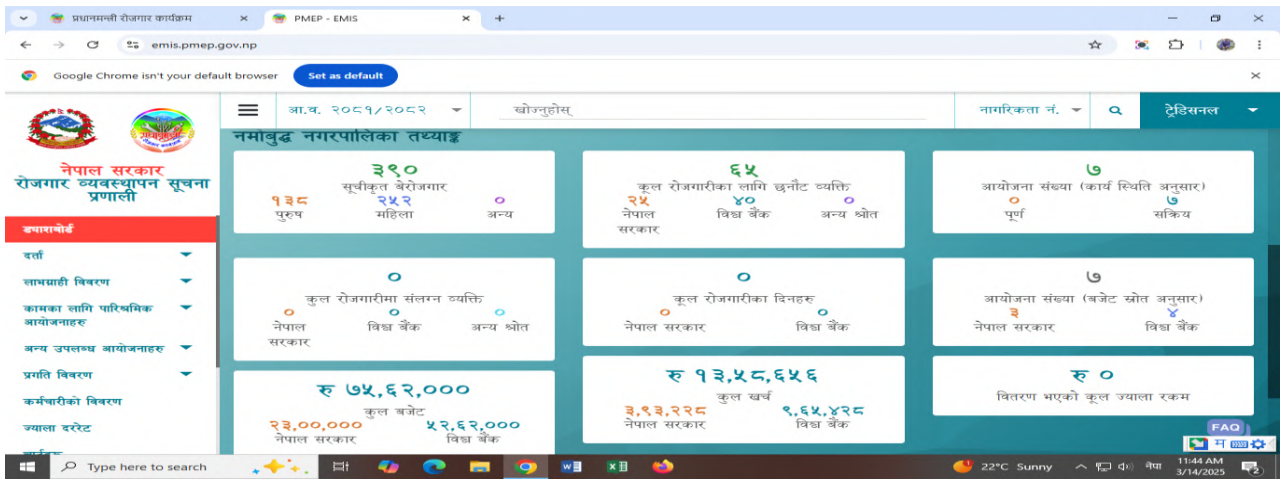 प्रधानमन्त्री रोजगार कार्यक्रम
PMEP - EMIS
emis.pmep.gov.np
Google Chrome isn't your default browser
Set as default
आ.व. २०८१/२०८२
खोज्नुहोस्
नागरिकता नं.
ट्रेडिसनल
नेपाल सरकार
रोजगार व्यवस्थापन सूचना
प्रणाली
ड्यासबोर्ड
दर्ता
लाभग्राही विवरण
कामका लागि पारिश्रमिक
आयोजनाहरु
अन्य उपलब्ध आयोजनाहरु
प्रगति विवरण
कर्मचारीको विवरण
ज्याला दररेट
नमोबुद्ध नगरपालिका तथ्याङ्क
३९०
सूचीकृत बेरोजगार
१३८ २५२ ०
पुरुष महिला अन्य
६५
कूल रोजगारीका लागि छनौट व्यक्ति
२५ ४० ०
नेपाल विश्व बैंक अन्य श्रोत
सरकार
७
आयोजना संख्या (कार्य स्थिति अनुसार)
० ७
पूर्ण सक्रिय
०
कुल रोजगारीमा संलग्न व्यक्ति
० ० ०
नेपाल विश्व बैंक अन्य श्रोत
सरकार
०
कूल रोजगारीका दिनहरु
० ०
नेपाल सरकार विश्व बैंक
७
आयोजना संख्या (बजेट स्रोत अनुसार)
३ ४
नेपाल सरकार विश्व बैंक
रु ७५,६२,०००
कुल बजेट
२३,००,००० ५२,६२,०००
नेपाल सरकार विश्व बैंक
रु १३,५८,६५६
कुल खर्च
३,९३,२२८ ९,६५,४२८
नेपाल सरकार विश्व बैंक
रु ०
वितरण भएको कूल ज्याला रकम
FAQ
म
Type here to search
22°C Sunny
नेपा
11:44 AM
3/14/2025
2